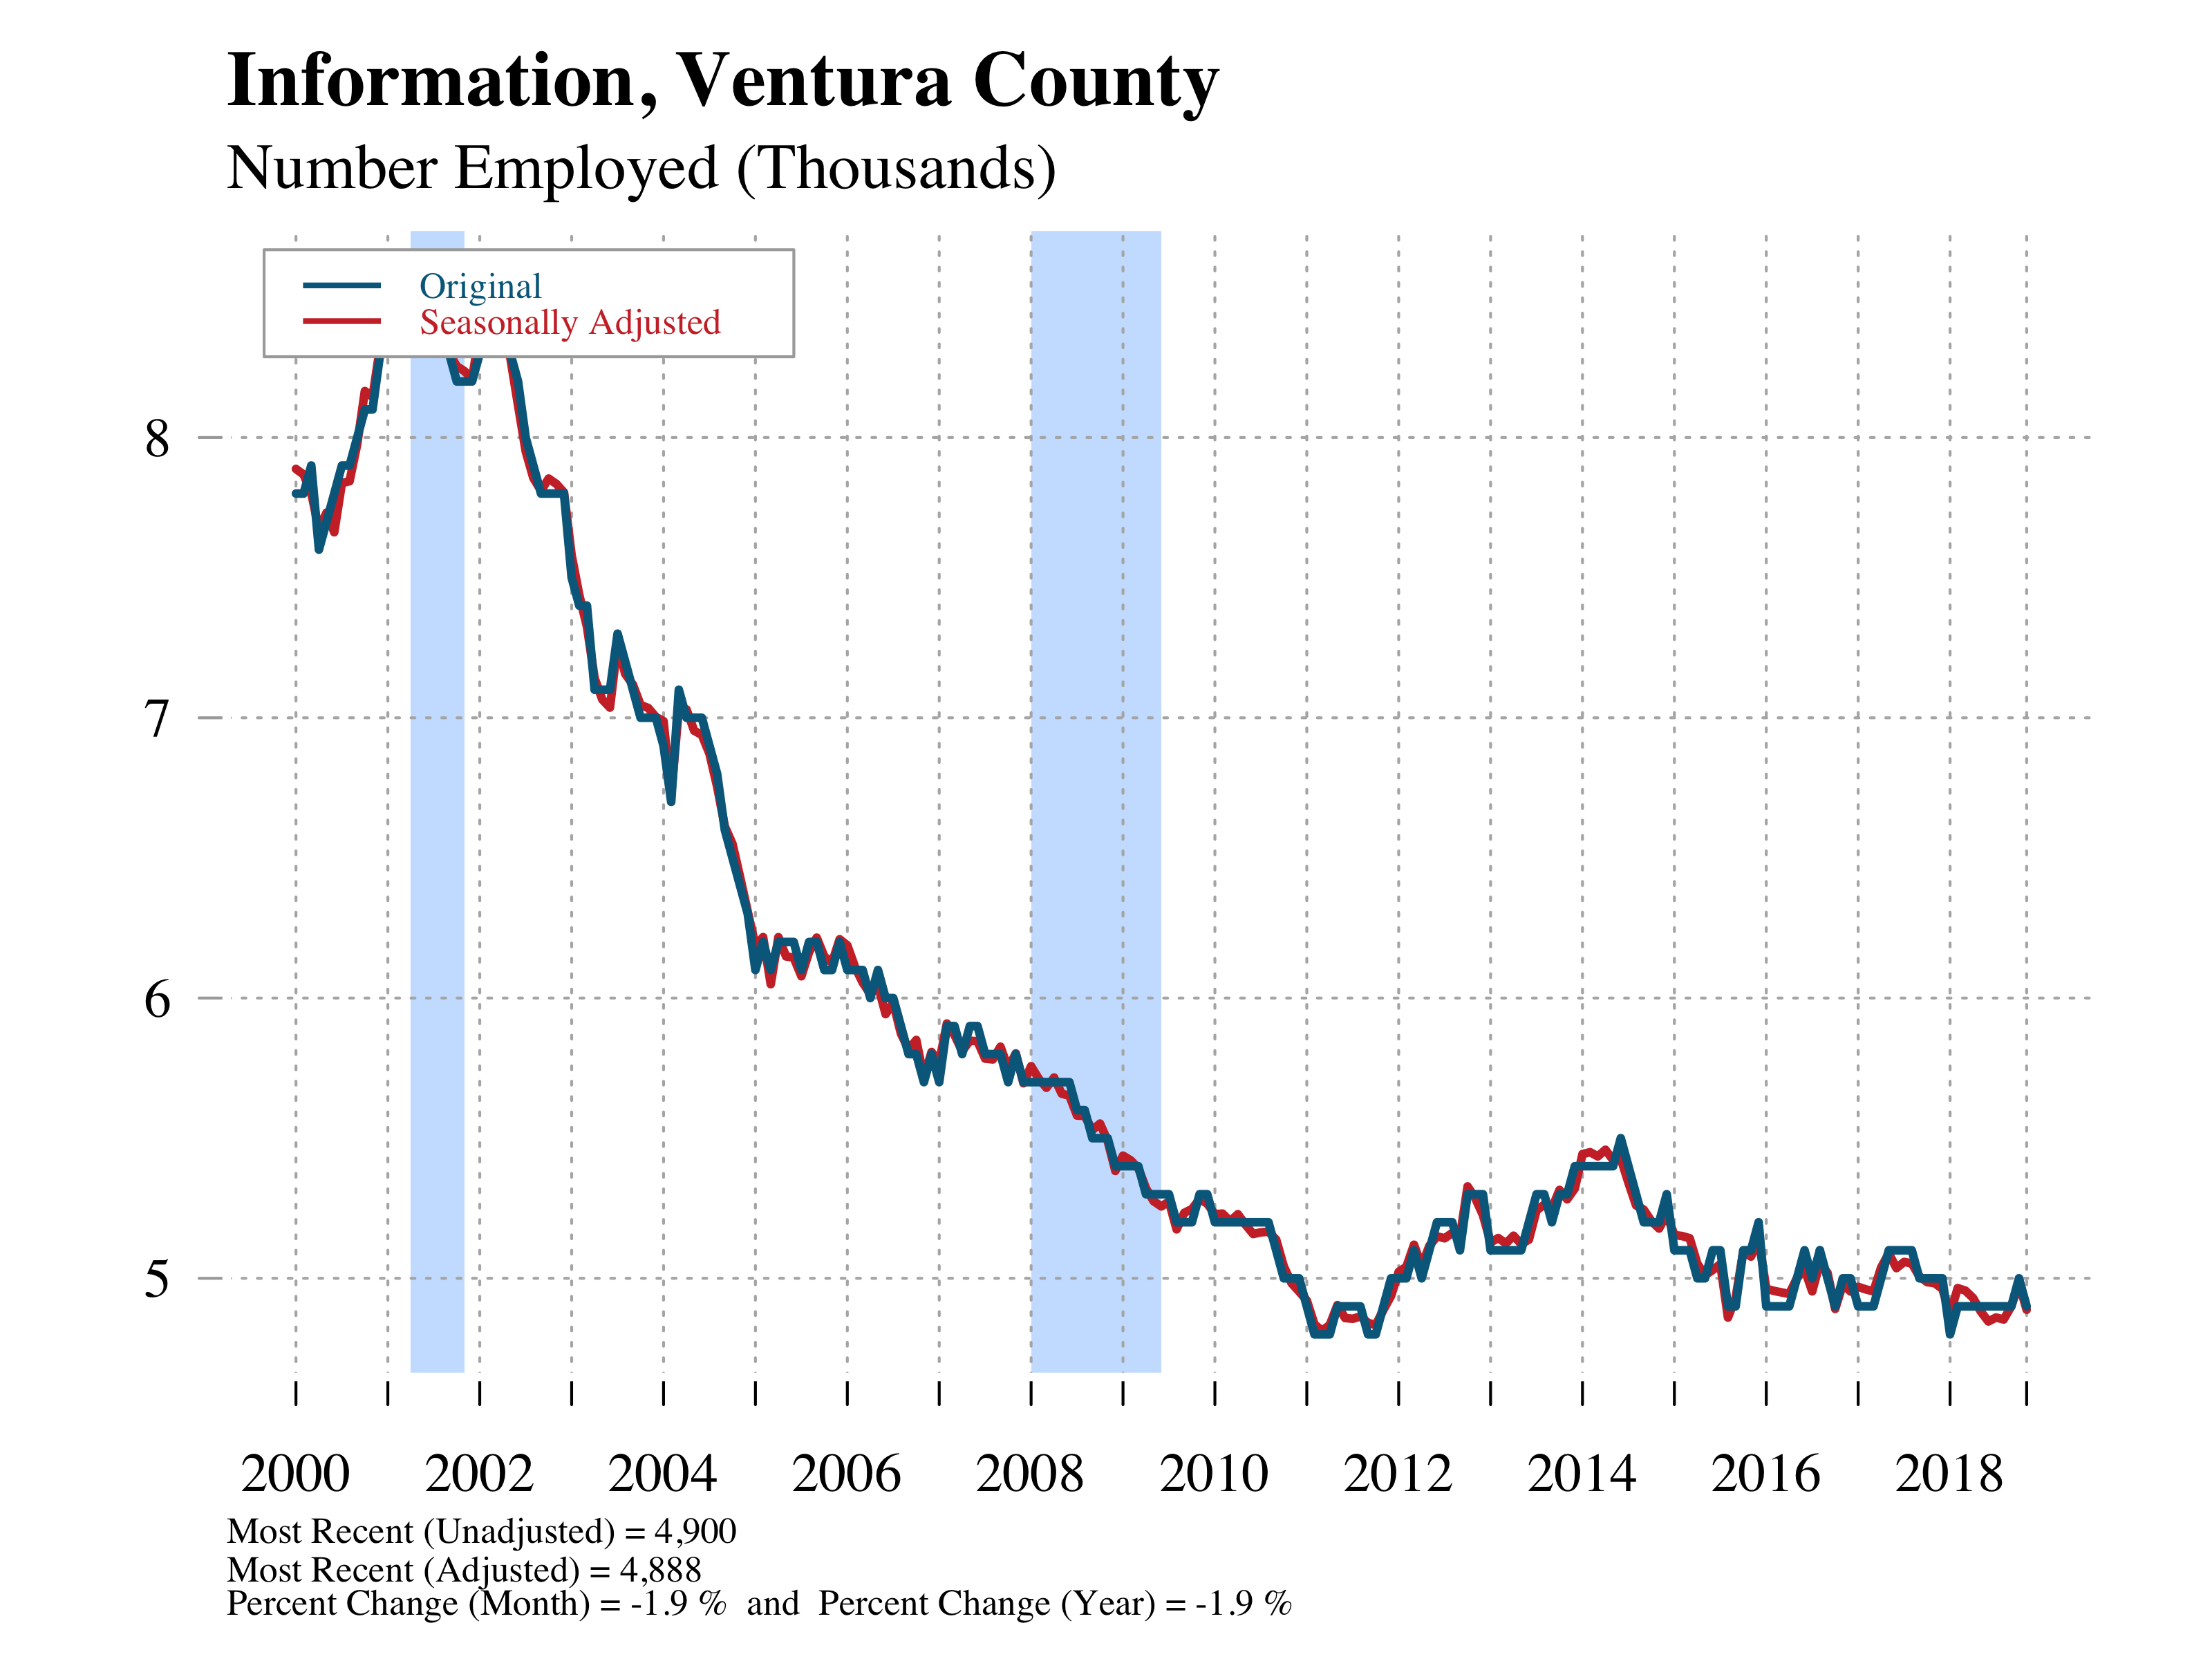 Information, Ventura County
Number Employed (Thousands)
Original
Seasonally Adjusted
8
7
6
5
2000 2002 2004 2006 2008 2010 2012 2014 2016 2018
Most Recent (Unadjusted) = 4,900
Most Recent (Adjusted) = 4,888
Percent Change (Month) = -1.9 % and Percent Change (Year) = -1.9 %